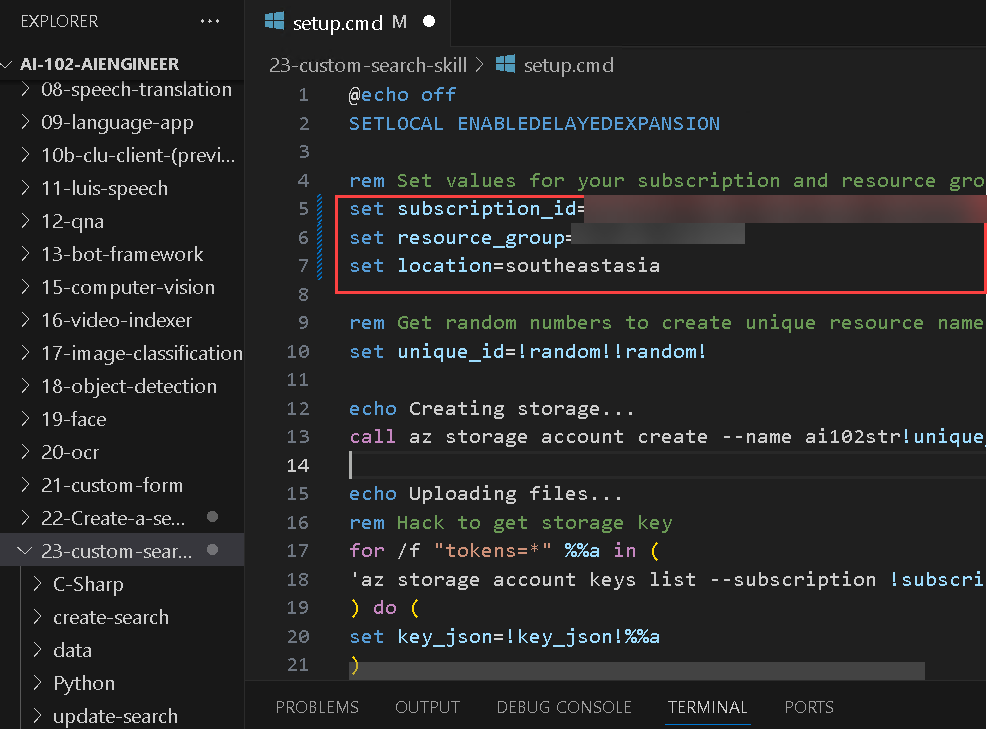 EXPLORER
...
AI-102-AIENGINEER
08-speech-translation
09-language-app
10b-clu-client-(previ...
11-luis-speech
12-qna
13-bot-framework
15-computer-vision
16-video-indexer
17-image-classification
18-object-detection
19-face
20-ocr
21-custom-form
22-Create-a-se...
23-custom-sear...
C-Sharp
create-search
data
Python
update-search
setup.cmd M
23-custom-search-skill > setup.cmd
1 @echo off
2 SETLOCAL ENABLEDELAYEDEXPANSION
3
4 rem Set values for your subscription and resource gro
5 set subscription_id=
6 set resource_group=
7 set location=southeastasia
8
9 rem Get random numbers to create unique resource name
10 set unique_id=!random!!random!
11
12 echo Creating storage...
13 call az storage account create --name ai102str!unique_
14
15 echo Uploading files...
16 rem Hack to get storage key
17 for /f "tokens=*" %%a in (
18 'az storage account keys list --subscription !subscri
19 ) do (
20 set key_json=!key_json!%%a
21 )
PROBLEMS OUTPUT DEBUG CONSOLE TERMINAL PORTS